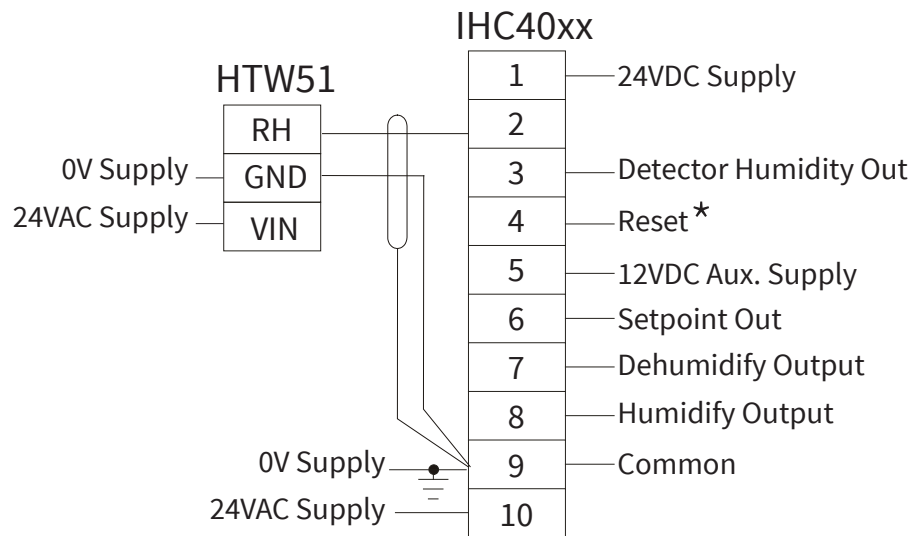 IHC40xx
HTW51
1 24VDC Supply
RH 2
0V Supply GND 3 Detector Humidity Out
24VAC Supply VIN 4 Reset*
5 12VDC Aux. Supply
6 Setpoint Out
7 Dehumidify Output
8 Humidify Output
0V Supply 9 Common
24VAC Supply 10